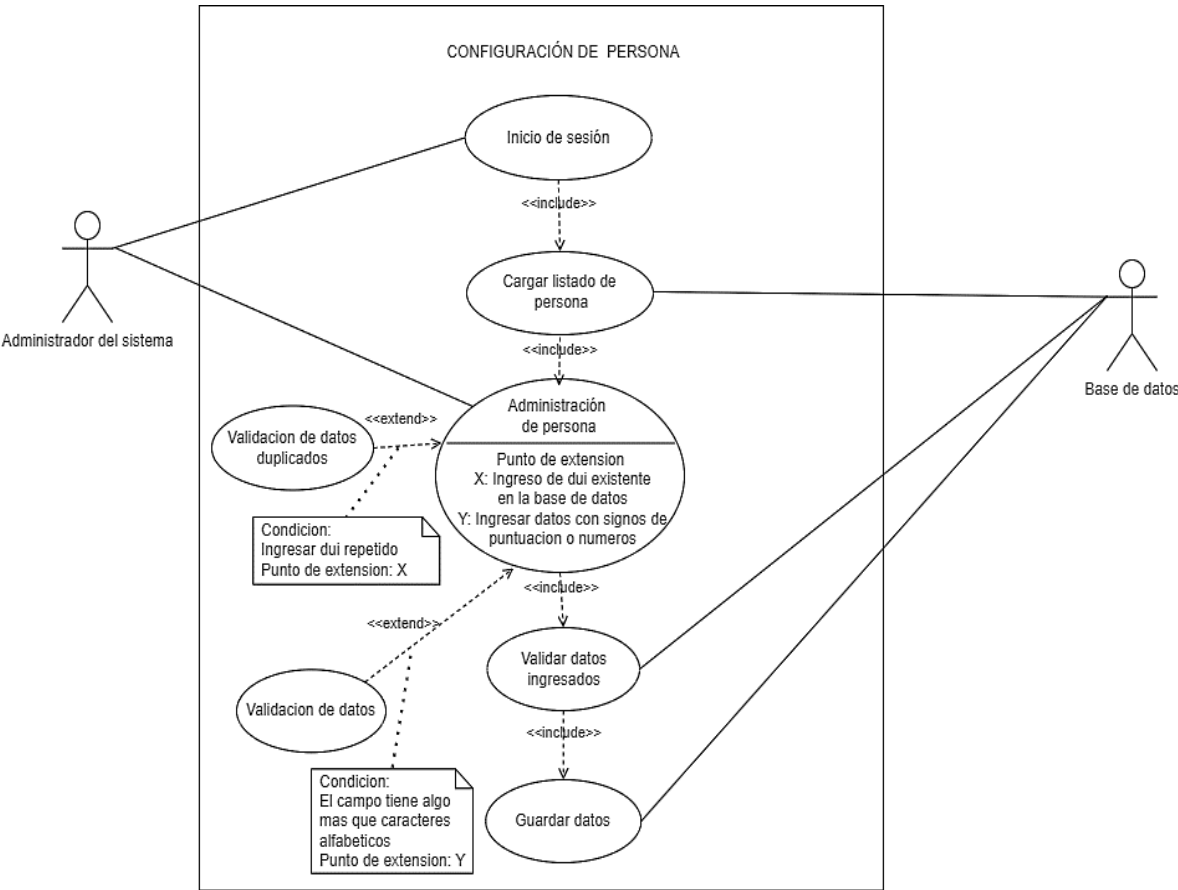 CONFIGURACIÓN DE PERSONA
Inicio de sesión
<<include>>
Cargar listado de
persona
<<include>>
Administrador del sistema
Base de datos
Administración
de persona
Punto de extension
X: Ingreso de dui existente
en la base de datos
Y: Ingresar datos con signos de
puntuacion o numeros
<<extend>>
Validacion de datos
duplicados
Condicion:
Ingresar dui repetido
Punto de extension: X
<<include>>
<<extend>>
Validar datos
ingresados
Validacion de datos
<<include>>
Condicion:
El campo tiene algo
mas que caracteres
alfabeticos
Punto de extension: Y
Guardar datos